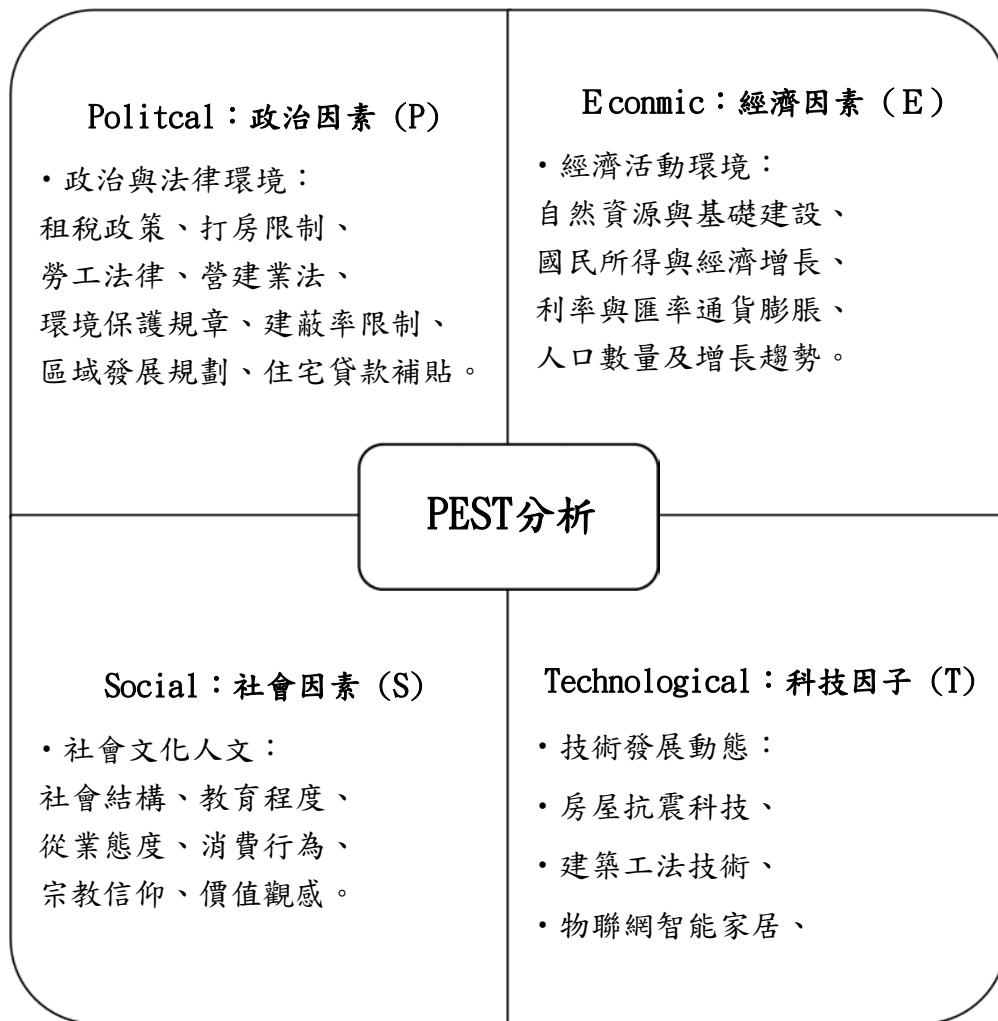 Politcal：政治因素 (P)
・政治與法律環境：
租稅政策、打房限制、
勞工法律、營建業法、
環境保護規章、建蔽率限制、
區域發展規劃、住宅貸款補貼。
Econmic：經濟因素（E）
・經濟活動環境：
自然資源與基礎建設、
國民所得與經濟增長、
利率與匯率通貨膨脹、
人口數量及增長趨勢。
PEST分析
Social：社會因素 (S)
・社會文化人文：
社會結構、教育程度、
從業態度、消費行為、
宗教信仰、價值觀感。
Technological：科技因子 (T)
・技術發展動態：
・房屋抗震科技、
・建築工法技術、
・物聯網智能家居、